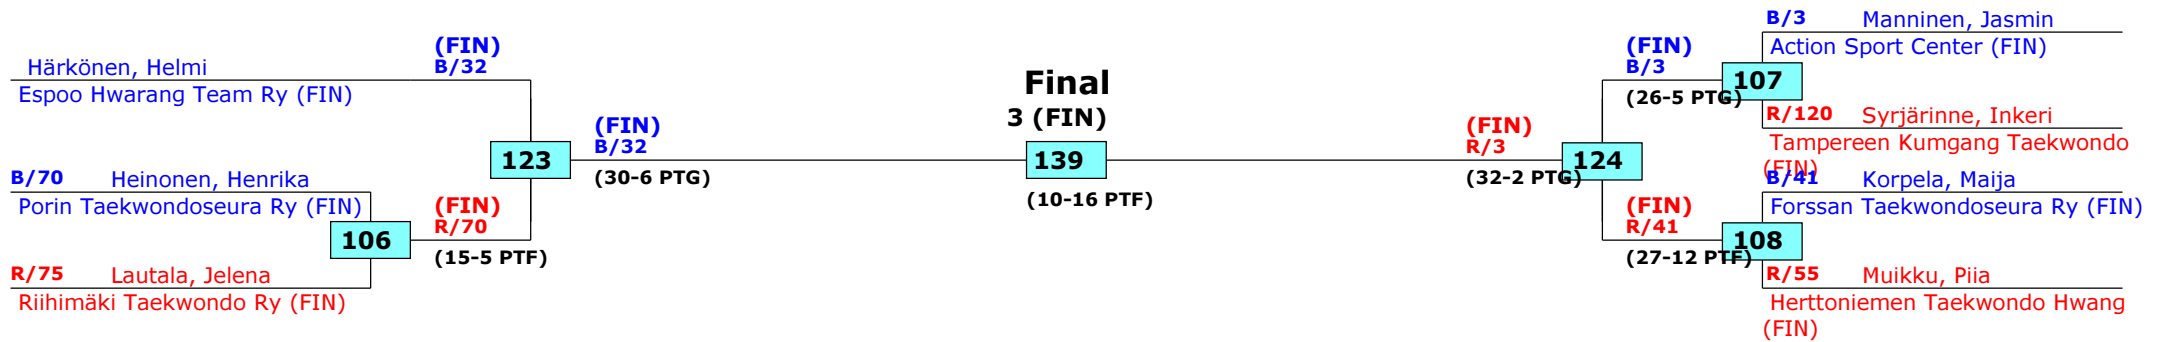 Härkönen, Helmi
Espoo Hwarang Team Ry (FIN)
B/70 Heinonen, Henrika
Porin Taekwondoseura Ry (FIN)
106
R/75 Lautala, Jelena
Riihimäki Taekwondo Ry (FIN)
(FIN)
B/32
(FIN)
R/70
(15-5 PTF)
123
(FIN)
B/32
(30-6 PTG)
Final
3 (FIN)
139
(10-16 PTF)
(FIN)
R/3
(32-2 PTG)
124
(FIN)
B/3
(26-5 PTG)
(FIN)
R/41
(27-12 PTF)
B/3 Manninen, Jasmin
Action Sport Center (FIN)
107
R/120 Syrjärinne, Inkeri
Tampereen Kumgang Taekwondo
(FIN)
B/41 Korpela, Maija
Forssan Taekwondoseura Ry (FIN)
108
R/55 Muikku, Piia
Herttoniemen Taekwondo Hwang
(FIN)